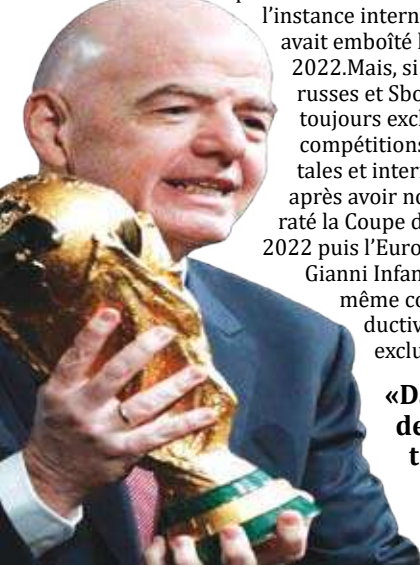 l'instance intern
avait emboîté l
2022.Mais, si
russes et Sbo
toujours excl
compétitions
tales et inter
après avoir no
raté la Coupe d
2022 puis l'Euro
Gianni Infan
même co
ductiv
exclu
«D
de
t